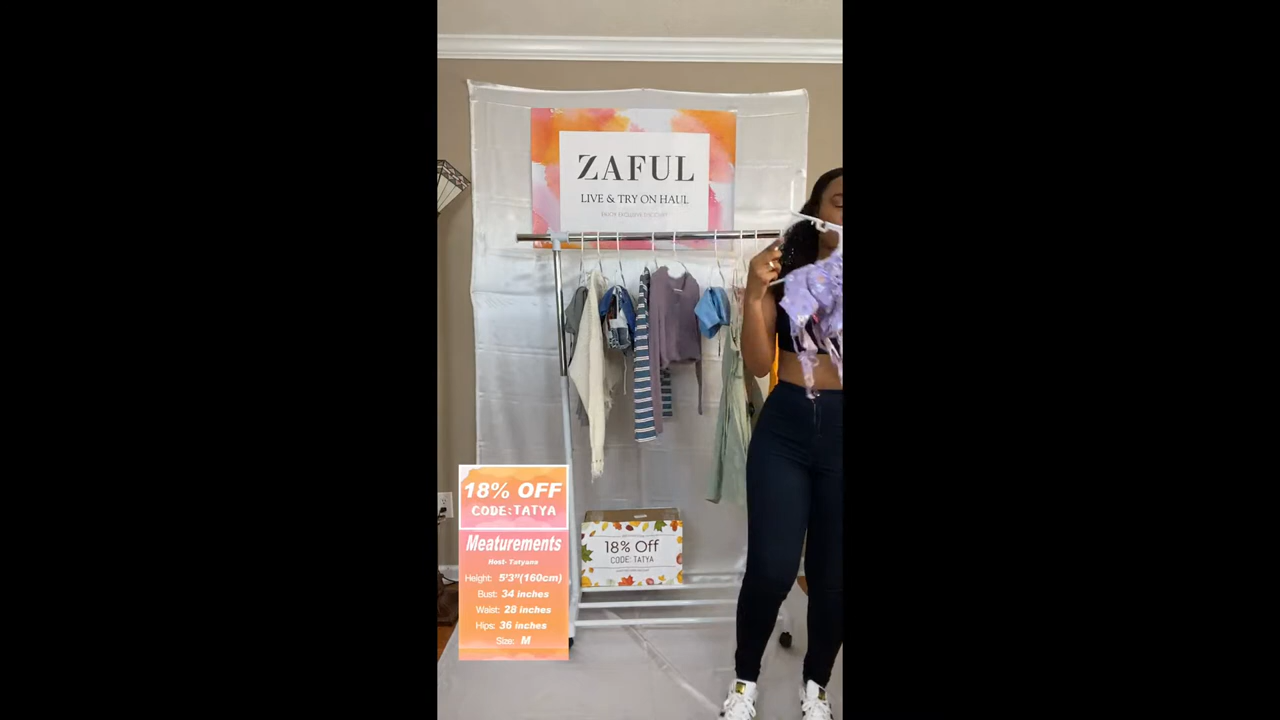 ZAFUL
LIVE & TRY ON HAUL
18% OFF
CODE:TATYA
Meaturements
Host- Tatyana
Height: 5'3"(160cm)
Bust: 34 inches
Waist: 28 inches
Hips: 36 inches
Size: M
18% Off
CODE: TATYA